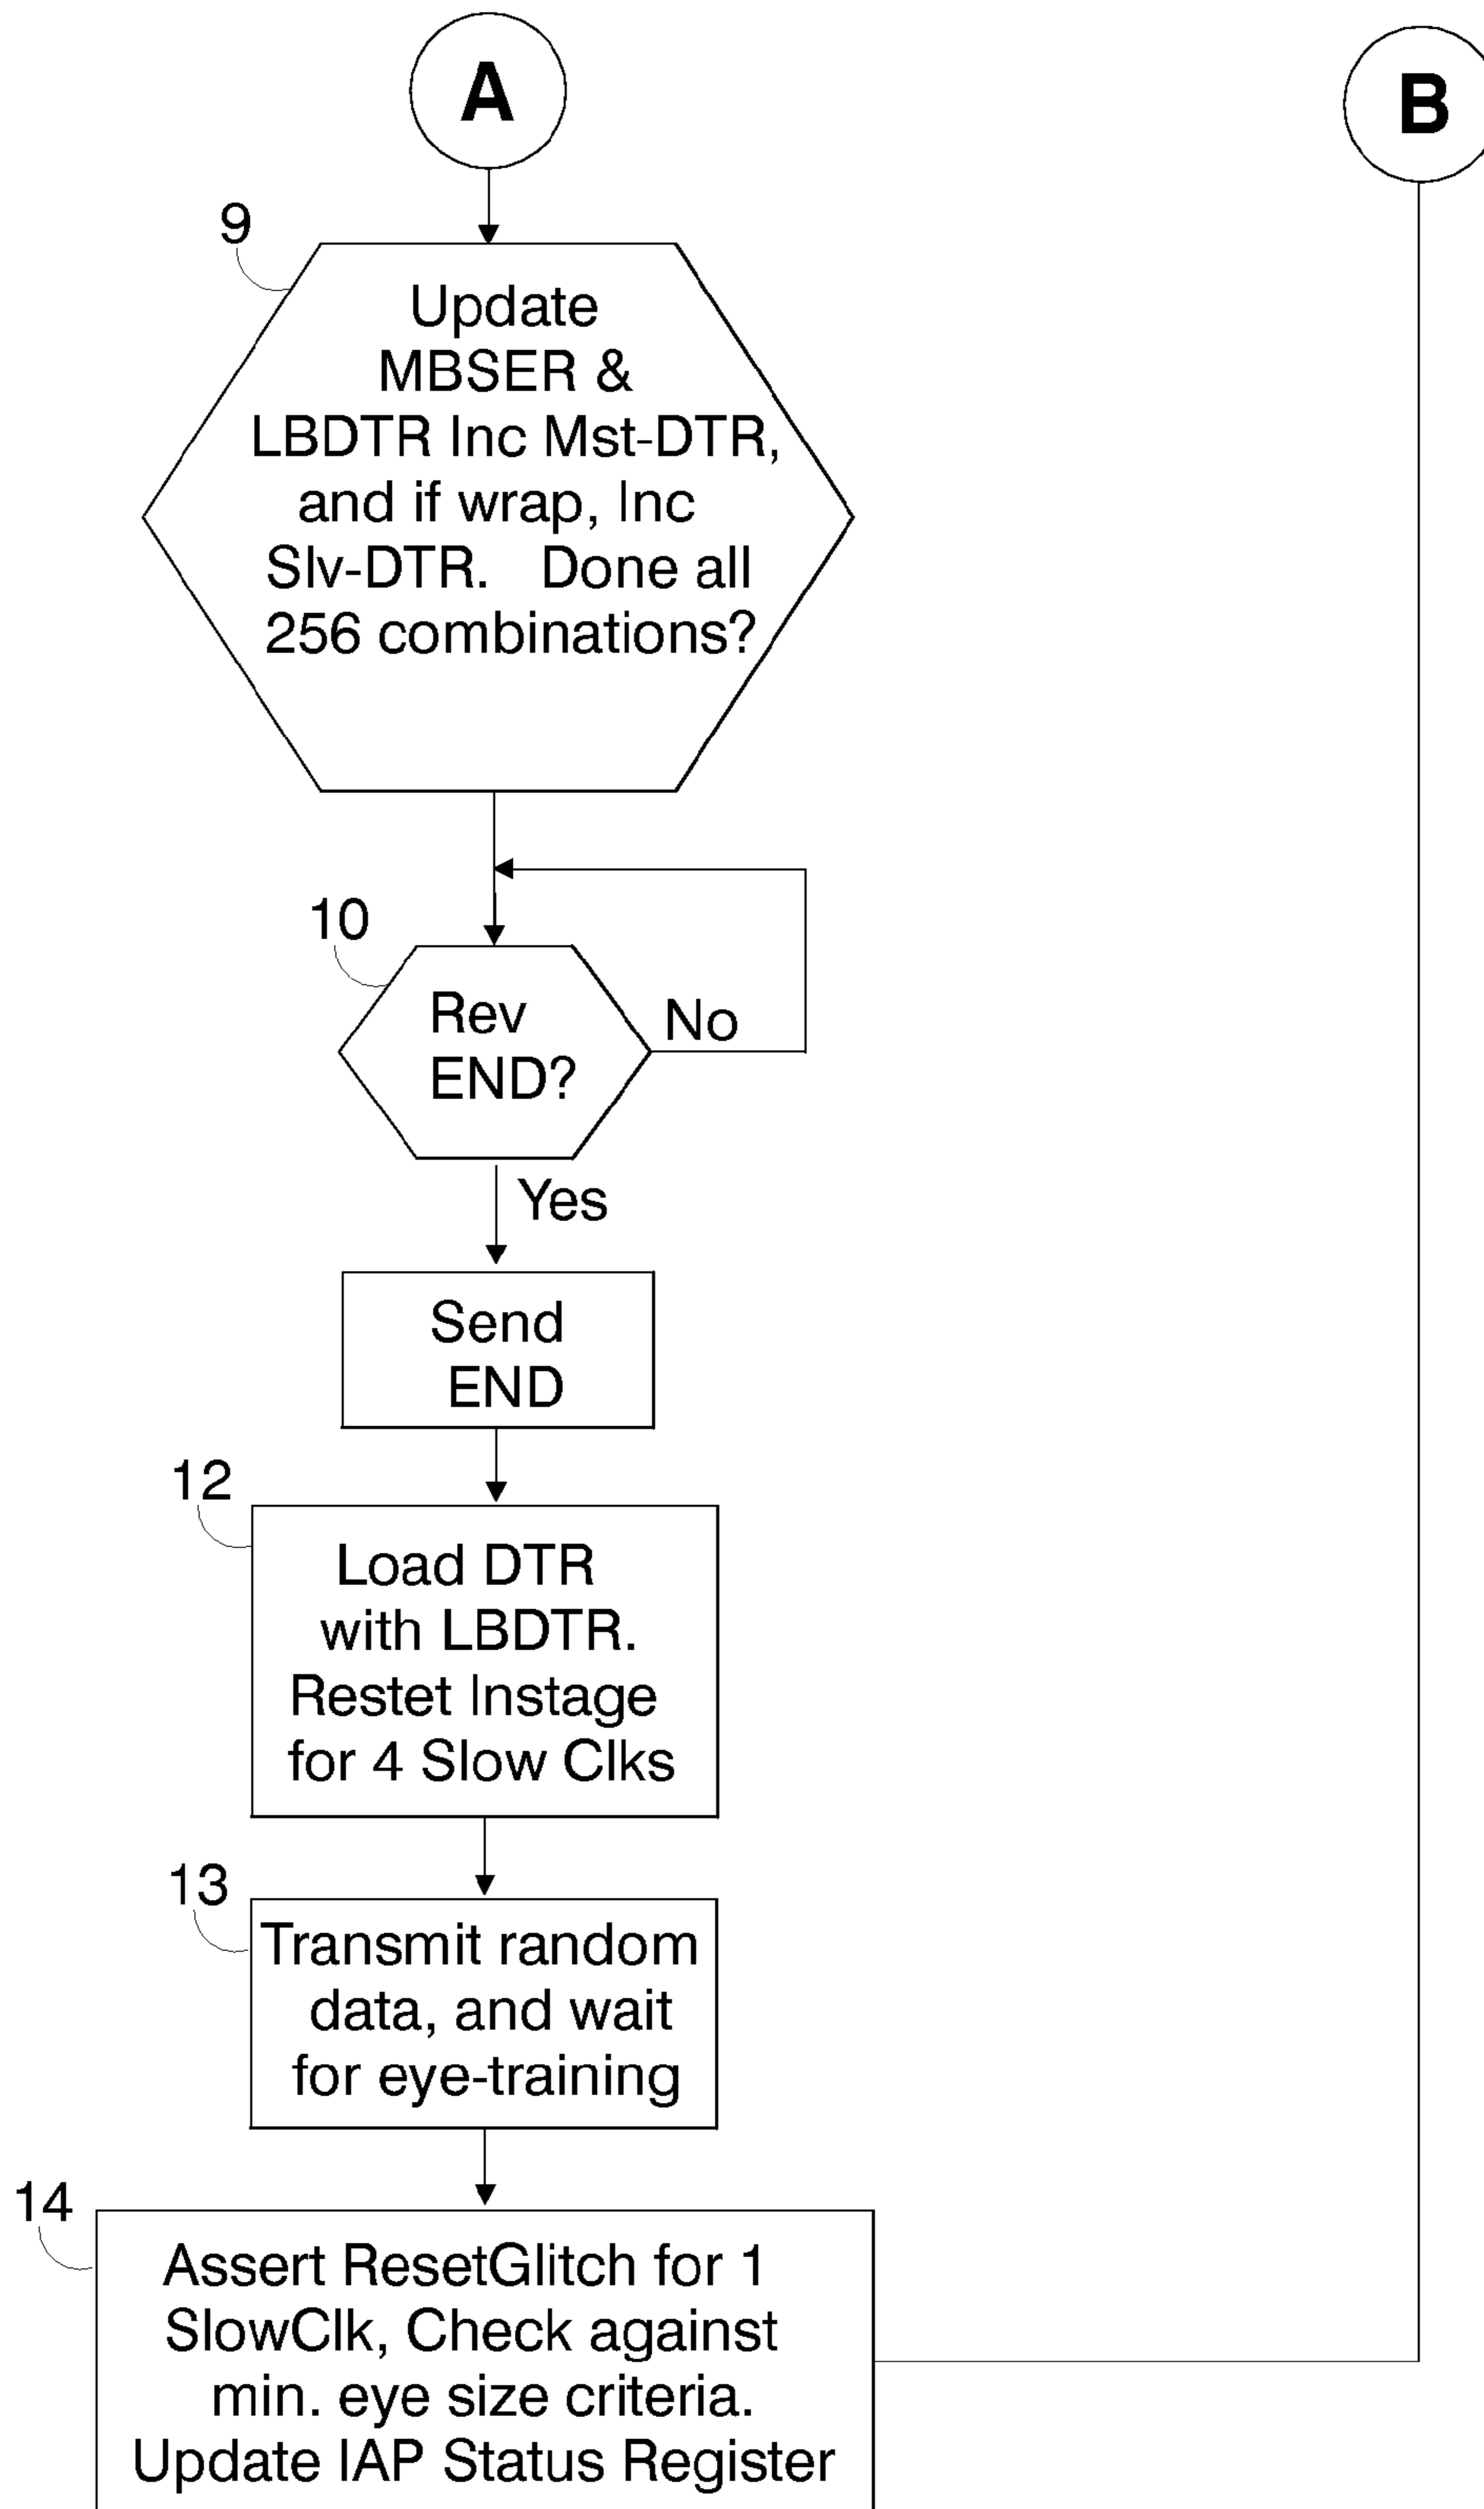 A
B
9
Update
MBSER &
LBDTR Inc Mst-DTR,
and if wrap, Inc
Slv-DTR. Done all
256 combinations?
10
Rev
END?
No
Yes
Send
END
12
Load DTR
with LBDTR.
Restet Instage
for 4 Slow Clks
13
Transmit random
data, and wait
for eye-training
14
Assert ResetGlitch for 1
SlowClk, Check against
min. eye size criteria.
Update IAP Status Register